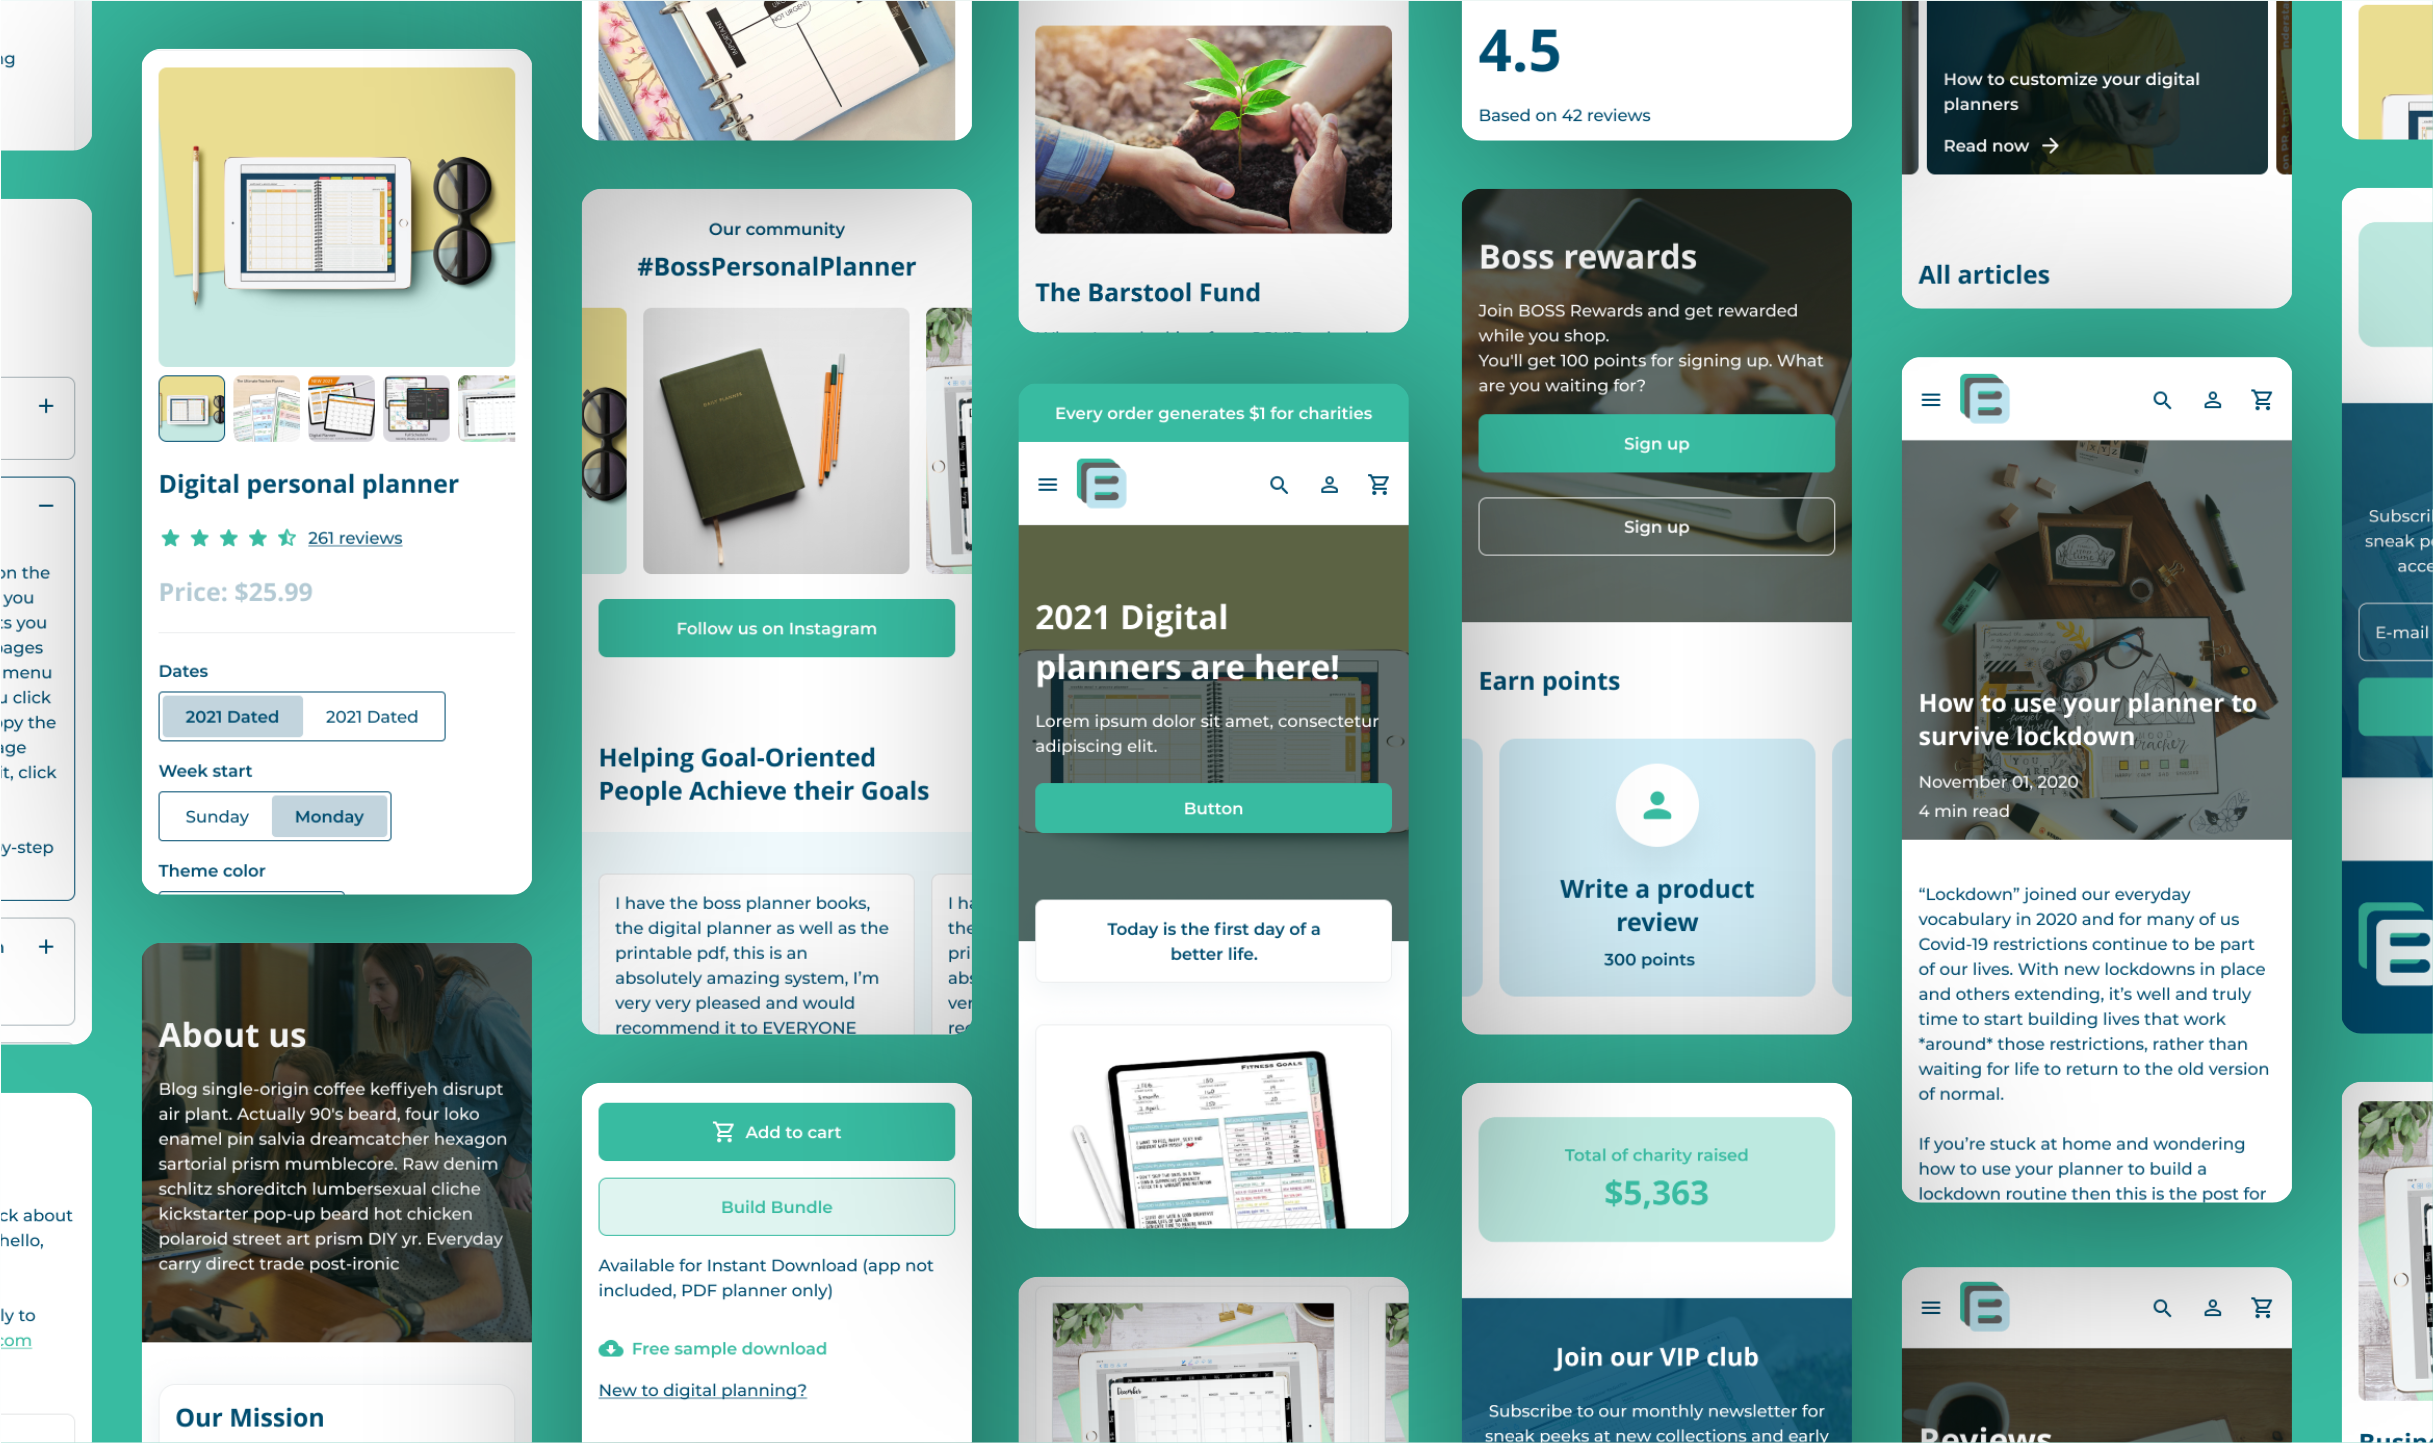 ng
on the
you
ts you
pages
menu
u click
opy the
age
it, click
y-step
ck about
hello,
ly to
.com
Digital personal planner
261 reviews
Price: $25.99
Dates
2021 Dated
2021 Dated
Week start
Sunday
Monday
Theme color
About us
Blog single-origin coffee keffiyeh disrupt
air plant. Actually 90's beard, four loko
enamel pin salvia dreamcatcher hexagon
sartorial prism mumblecore. Raw denim
schlitz shoreditch lumbersexual cliche
kickstarter pop-up beard hot chicken
polaroid street art prism DIY yr. Everyday
carry direct trade post-ironic
Our Mission
IMPORTANT
NOT URGENT
Our community
#BossPersonalPlanner
DAILY PLANNER
Follow us on Instagram
Helping Goal-Oriented
People Achieve their Goals
I have the boss planner books,
the digital planner as well as the
printable pdf, this is an
absolutely amazing system, I'm
very very pleased and would
recommend it to EVERYONE
I ha
the
pri
abs
ver
rec
Add to cart
Build Bundle
Available for Instant Download (app not
included, PDF planner only)
Free sample download
New to digital planning?
The Barstool Fund
Every order generates $1 for charities
2021 Digital
planners are here!
Lorem ipsum dolor sit amet, consectetur
adipiscing elit.
Button
Today is the first day of a
better life.
FITNESS GOALS
December
4.5
Based on 42 reviews
Boss rewards
Join BOSS Rewards and get rewarded
while you shop.
You'll get 100 points for signing up. What
are you waiting for?
Sign up
Sign up
Earn points
Write a product
review
300 points
Total of charity raised
$5,363
Join our VIP club
Subscribe to our monthly newsletter for
sneak peeks at new collections and early
How to customize your digital
planners
Read now
All articles
How to use your planner to
survive lockdown
November 01, 2020
4 min read
“Lockdown” joined our everyday
vocabulary in 2020 and for many of us
Covid-19 restrictions continue to be part
of our lives. With new lockdowns in place
and others extending, it’s well and truly
time to start building lives that work
*around* those restrictions, rather than
waiting for life to return to the old version
of normal.
If you’re stuck at home and wondering
how to use your planner to build a
lockdown routine then this is the post for
Reviews
Subscri
sneak p
acce
E-mail
Busin